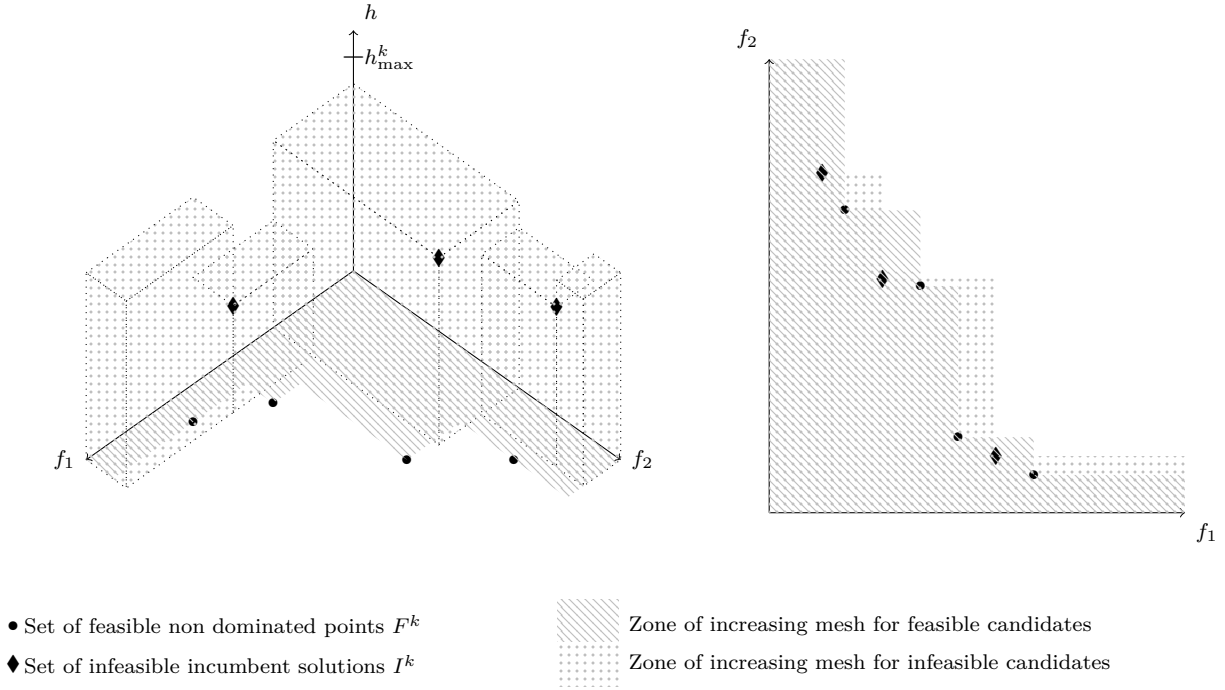 h
h^k_max
f_1
f_2
f_2
f_1
Set of feasible non dominated points F^k
Set of infeasible incumbent solutions I^k
Zone of increasing mesh for feasible candidates
Zone of increasing mesh for infeasible candidates